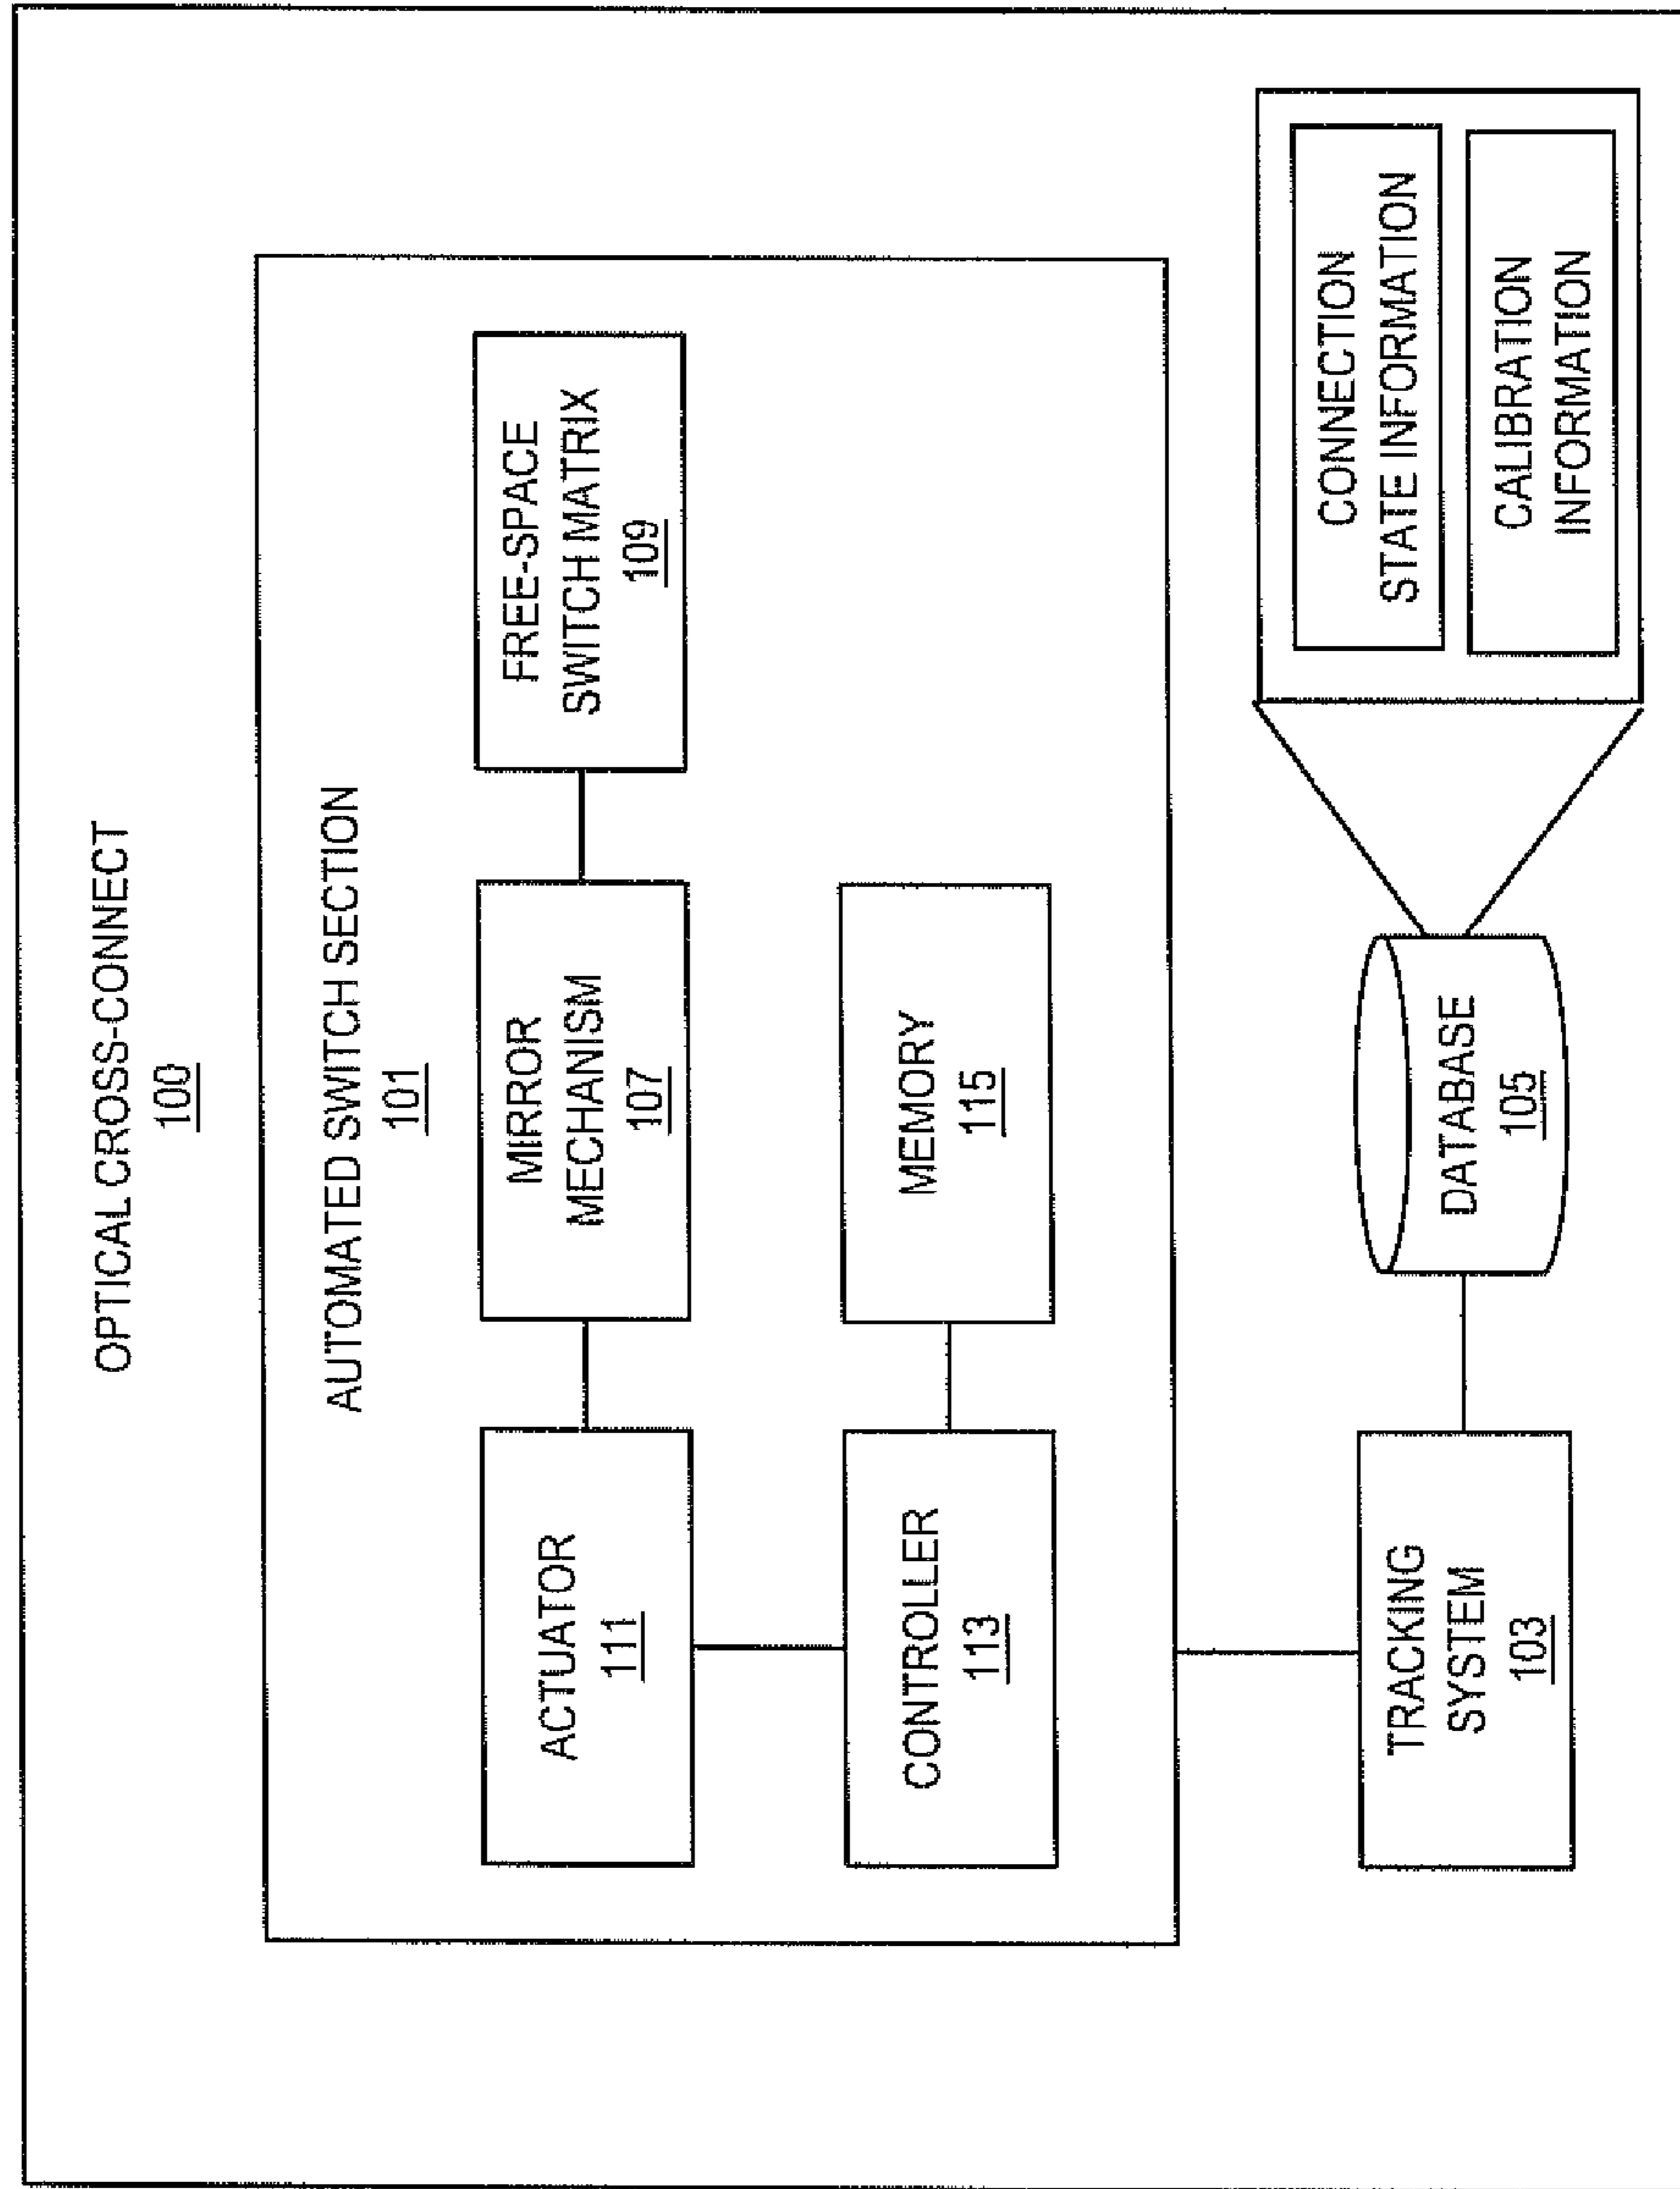 OPTICAL CROSS-CONNECT
100
AUTOMATED SWITCH SECTION
101
ACTUATOR
111
MIRROR
MECHANISM
107
FREE-SPACE
SWITCH MATRIX
109
CONTROLLER
113
MEMORY
115
TRACKING
SYSTEM
103
DATABASE
105
CONNECTION
STATE INFORMATION
CALIBRATION
INFORMATION